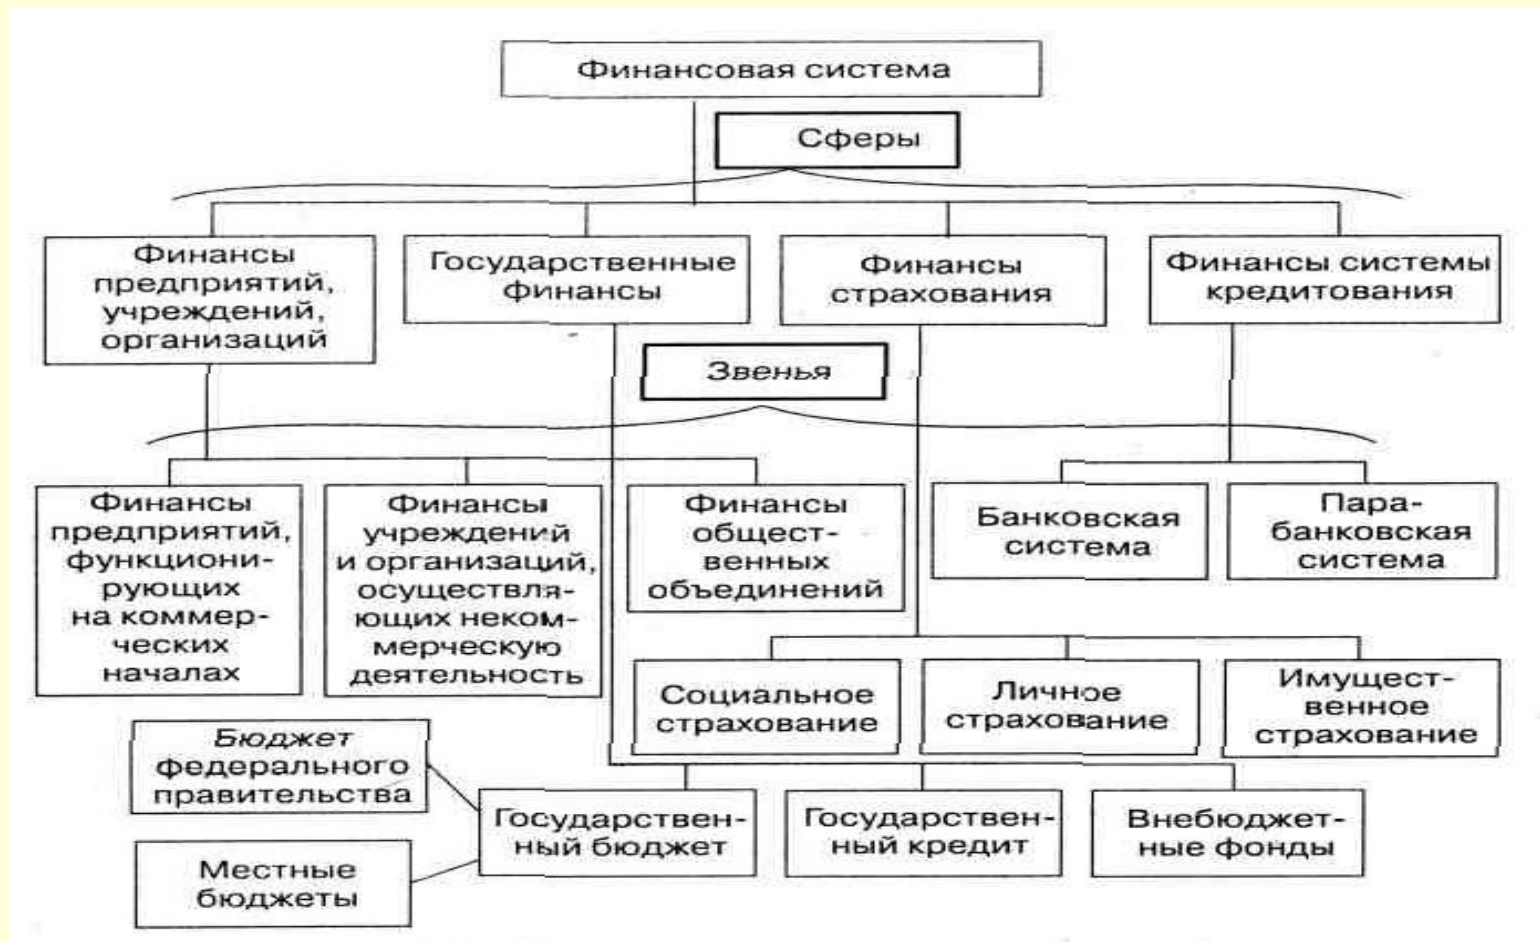 Финансовая система
Сферы
Финансы
предприятий,
учреждений,
организаций
Государственные
финансы
Финансы
страхования
Финансы системы
кредитования
Звенья
Финансы
предприятий,
функциони-
рующих
на коммер-
ческих
началах
Финансы
учреждений
и организаций,
осуществля-
ющих неком-
мерческую
деятельность
Финансы
общест-
венных
объединений
Банковская
система
Пара-
банковская
система
Социальное
страхование
Личное
страхование
Имущест-
венное
страхование
Бюджет
федерального
правительства
Местные
бюджеты
Государствен-
ный бюджет
Государствен-
ный кредит
Внебюджет-
ные фонды